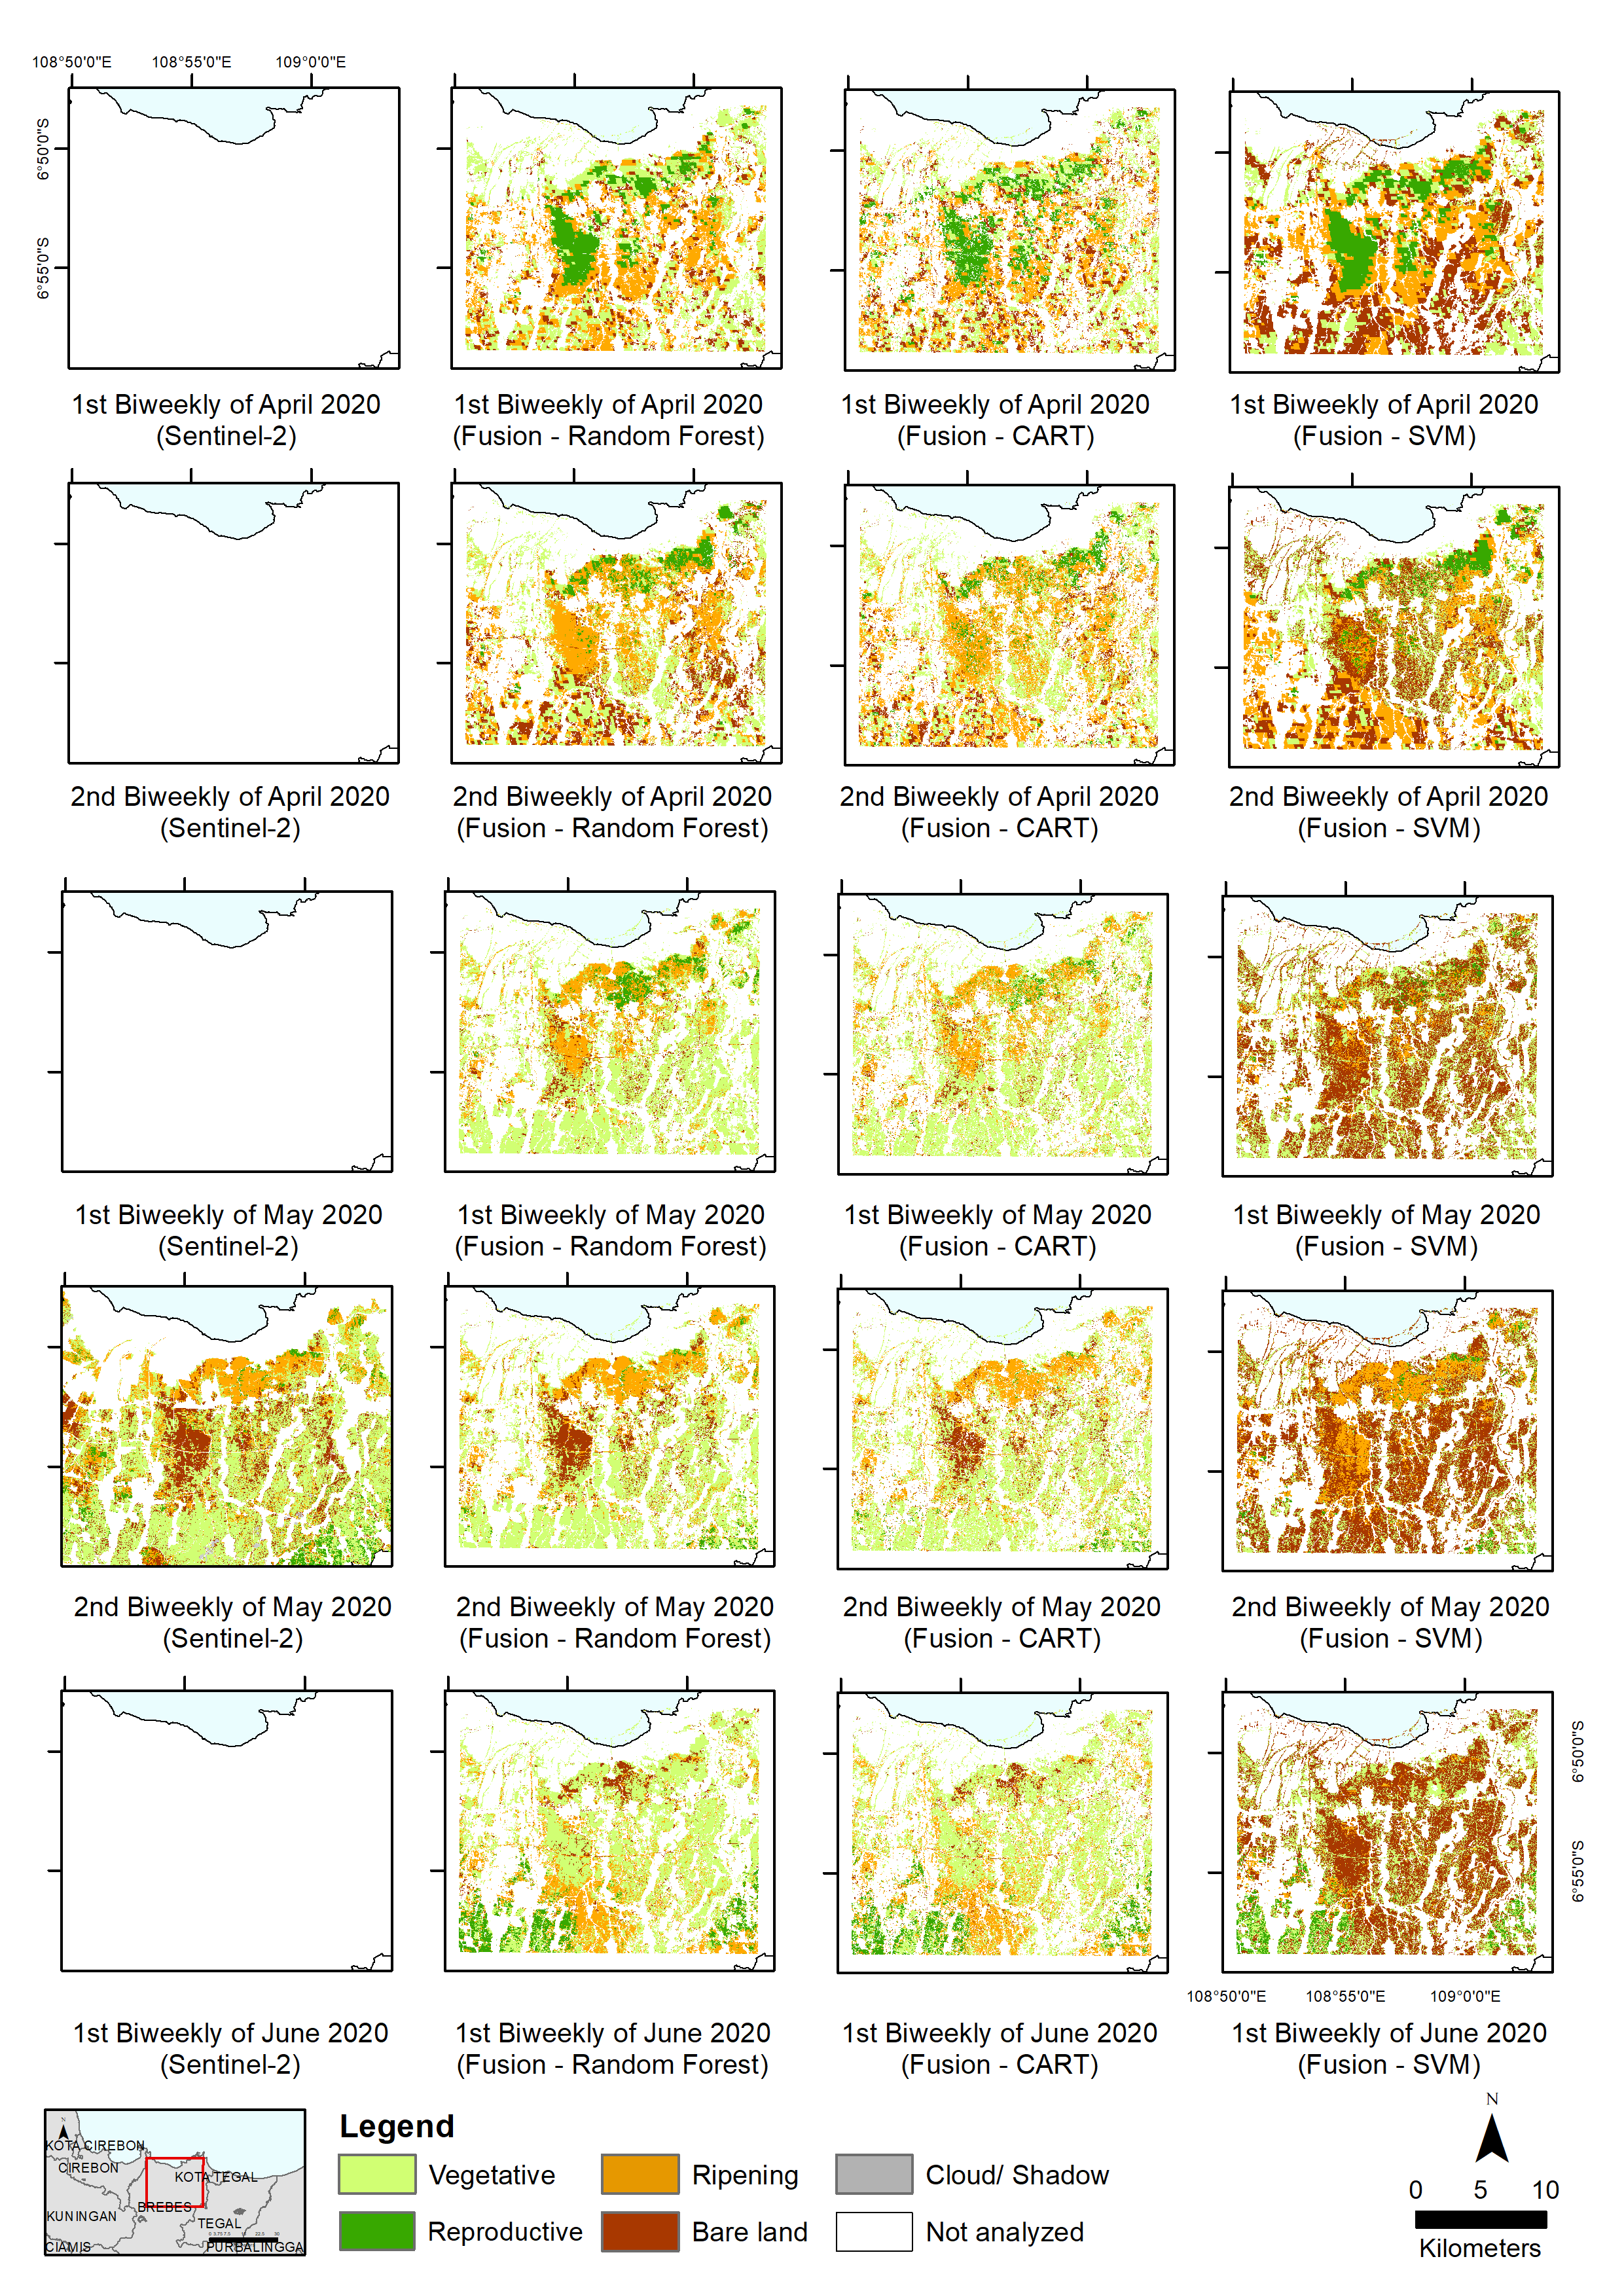 108°50'0"E 108°55'0"E 109°0'0"E
6°50'0"S
6°55'0"S
1st Biweekly of April 2020
(Sentinel-2)
1st Biweekly of April 2020
(Fusion - Random Forest)
1st Biweekly of April 2020
(Fusion - CART)
1st Biweekly of April 2020
(Fusion - SVM)
2nd Biweekly of April 2020
(Sentinel-2)
2nd Biweekly of April 2020
(Fusion - Random Forest)
2nd Biweekly of April 2020
(Fusion - CART)
2nd Biweekly of April 2020
(Fusion - SVM)
1st Biweekly of May 2020
(Sentinel-2)
1st Biweekly of May 2020
(Fusion - Random Forest)
1st Biweekly of May 2020
(Fusion - CART)
1st Biweekly of May 2020
(Fusion - SVM)
2nd Biweekly of May 2020
(Sentinel-2)
2nd Biweekly of May 2020
(Fusion - Random Forest)
2nd Biweekly of May 2020
(Fusion - CART)
2nd Biweekly of May 2020
(Fusion - SVM)
6°50'0"S
6°55'0"S
108°50'0"E 108°55'0"E 109°0'0"E
1st Biweekly of June 2020
(Sentinel-2)
1st Biweekly of June 2020
(Fusion - Random Forest)
1st Biweekly of June 2020
(Fusion - CART)
1st Biweekly of June 2020
(Fusion - SVM)
N
KOTA CIREBON
CIREBON
KOTA TEGAL
BREBES
KUNINGAN
TEGAL
CIAMIS
PURBALINGGA
Legend
Vegetative
Ripening
Cloud/ Shadow
Reproductive
Bare land
Not analyzed
N
0 5 10
Kilometers